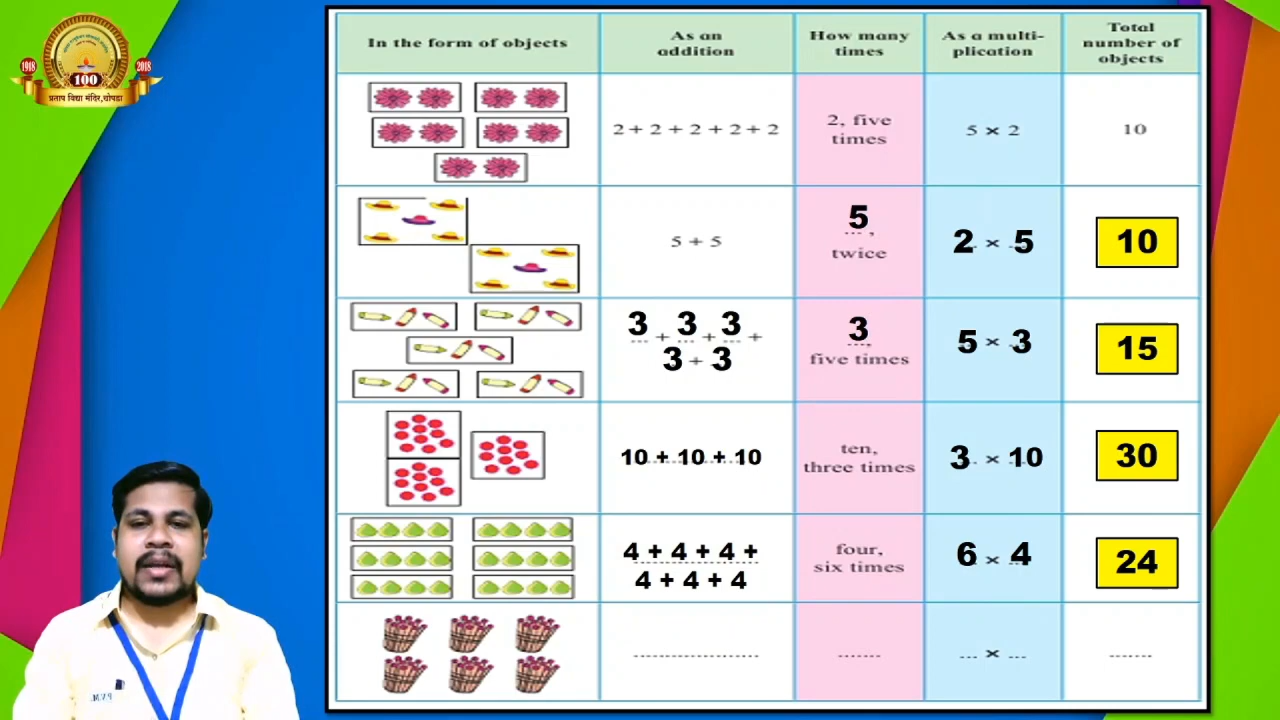 1918
2018
100
प्रताप विद्या मंदिर, चोपडा
In the form of objects
As an
addition
How many
times
As a multi-
plication
Total
number of
objects
2 + 2 + 2 + 2 + 2
2, five
times
5 × 2
10
5 + 5
5,
twice
2 × 5
10
3 + 3 + 3 +
3 + 3
3,
five times
5 × 3
15
10 + 10 + 10
ten,
three times
3 × 10
30
4 + 4 + 4 +
4 + 4 + 4
four,
six times
6 × 4
24
.................... ....... ... × ... .......